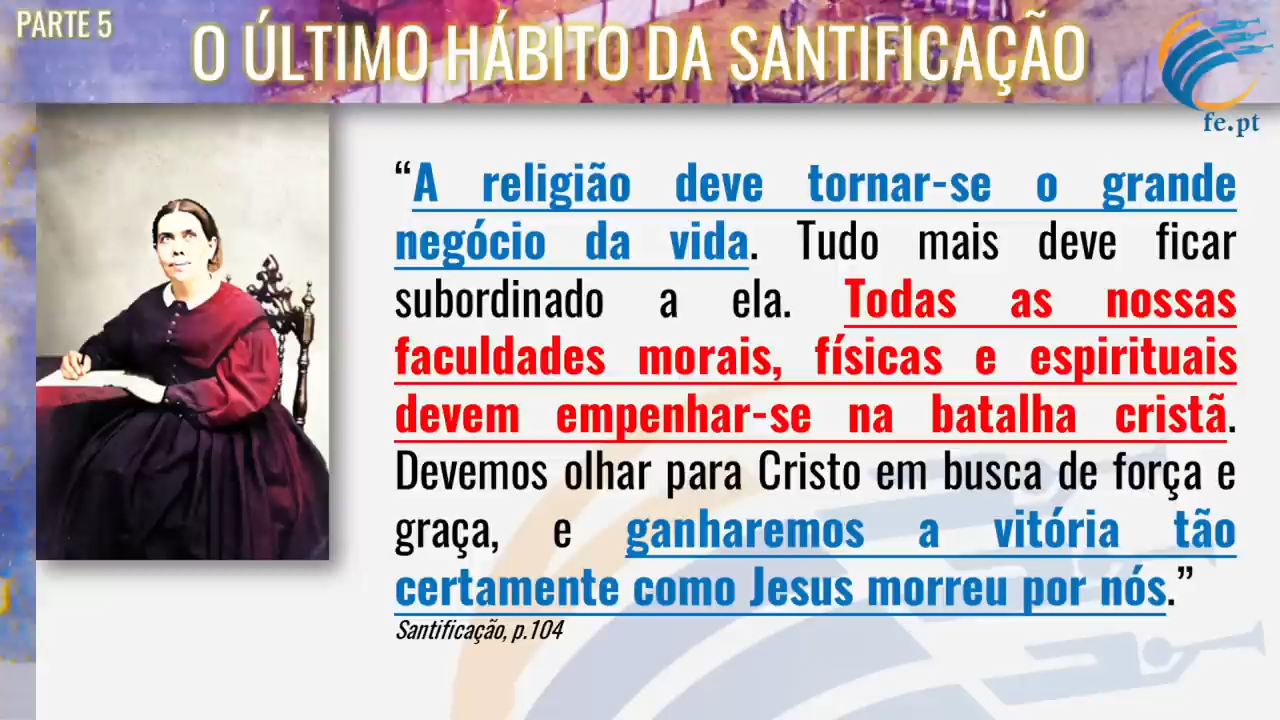 PARTE 5
O ÚLTIMO HÁBITO DA SANTIFICAÇÃO
fe.pt
“A religião deve tornar-se o grande
negócio da vida. Tudo mais deve ficar
subordinado a ela. Todas as nossas
faculdades morais, físicas e espirituais
devem empenhar-se na batalha cristã.
Devemos olhar para Cristo em busca de força e
graça, e ganharemos a vitória tão
certamente como Jesus morreu por nós.”
Santificação, p.104